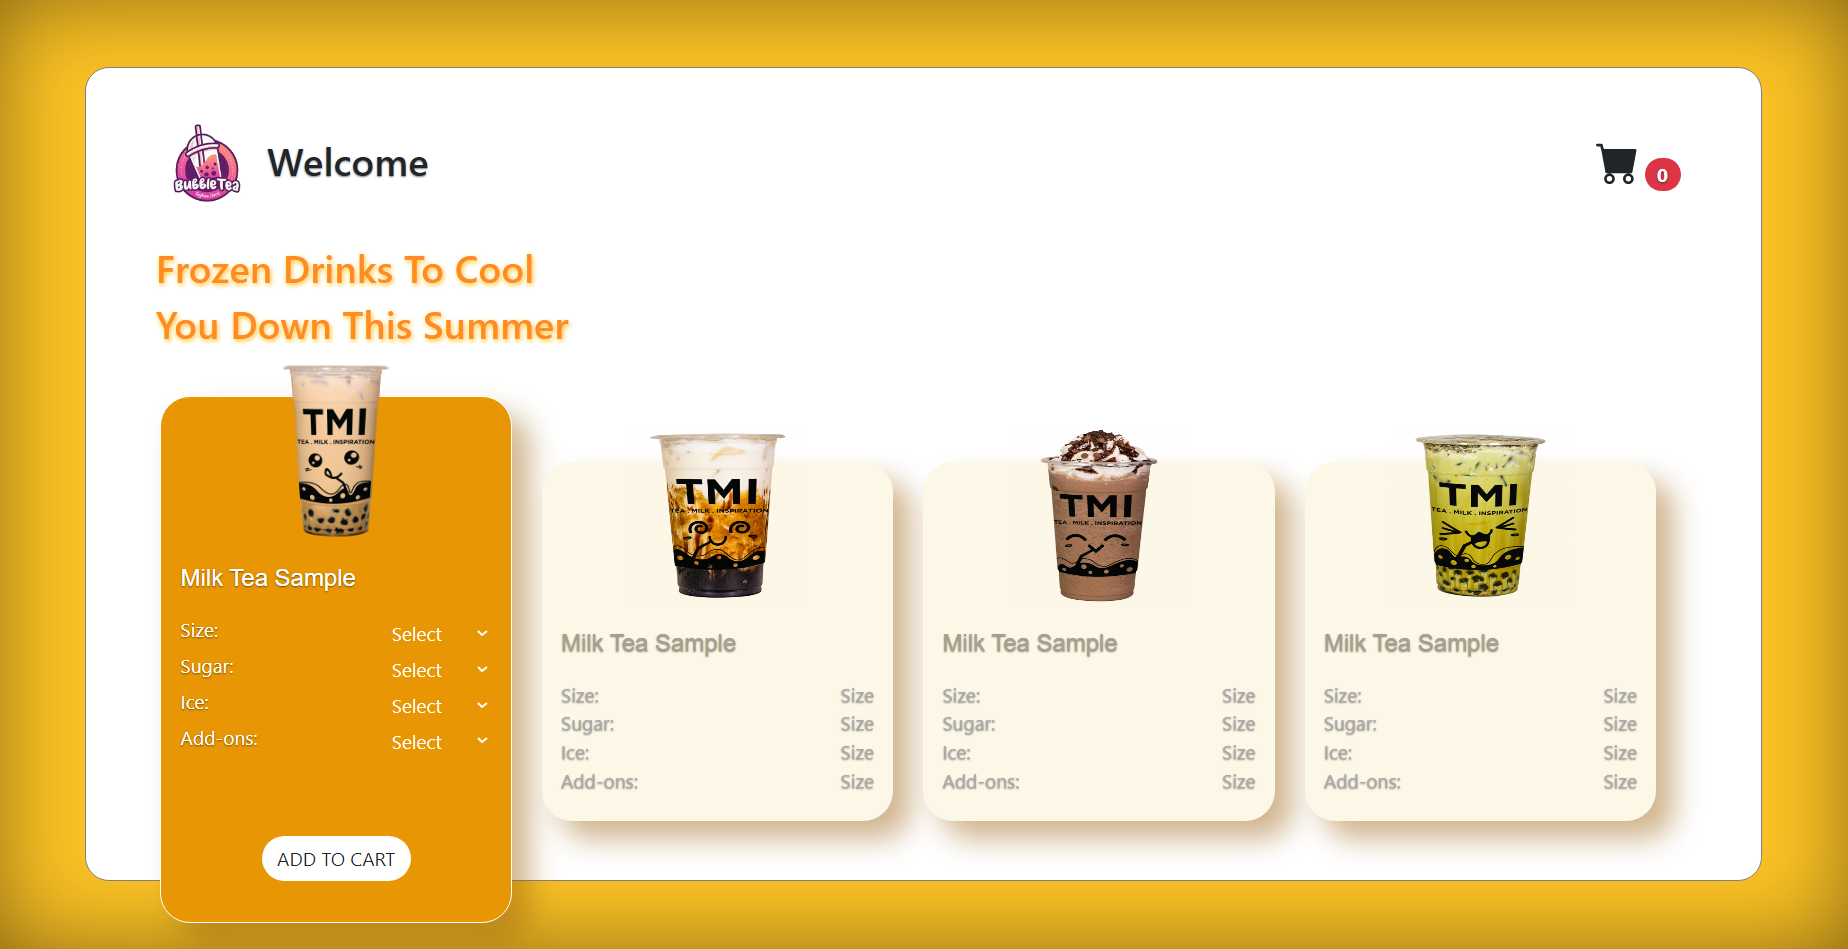 BubbleTea
Welcome
0
Frozen Drinks To Cool
You Down This Summer
TMI
TEA . MILK . INSPIRATION
Milk Tea Sample
Size: Select
Sugar: Select
Ice: Select
Add-ons: Select
ADD TO CART
TMI
TEA . MILK . INSPIRATION
Milk Tea Sample
Size: Size
Sugar: Size
Ice: Size
Add-ons: Size
TMI
TEA . MILK . INSPIRATION
Milk Tea Sample
Size: Size
Sugar: Size
Ice: Size
Add-ons: Size
TMI
TEA . MILK . INSPIRATION
Milk Tea Sample
Size: Size
Sugar: Size
Ice: Size
Add-ons: Size